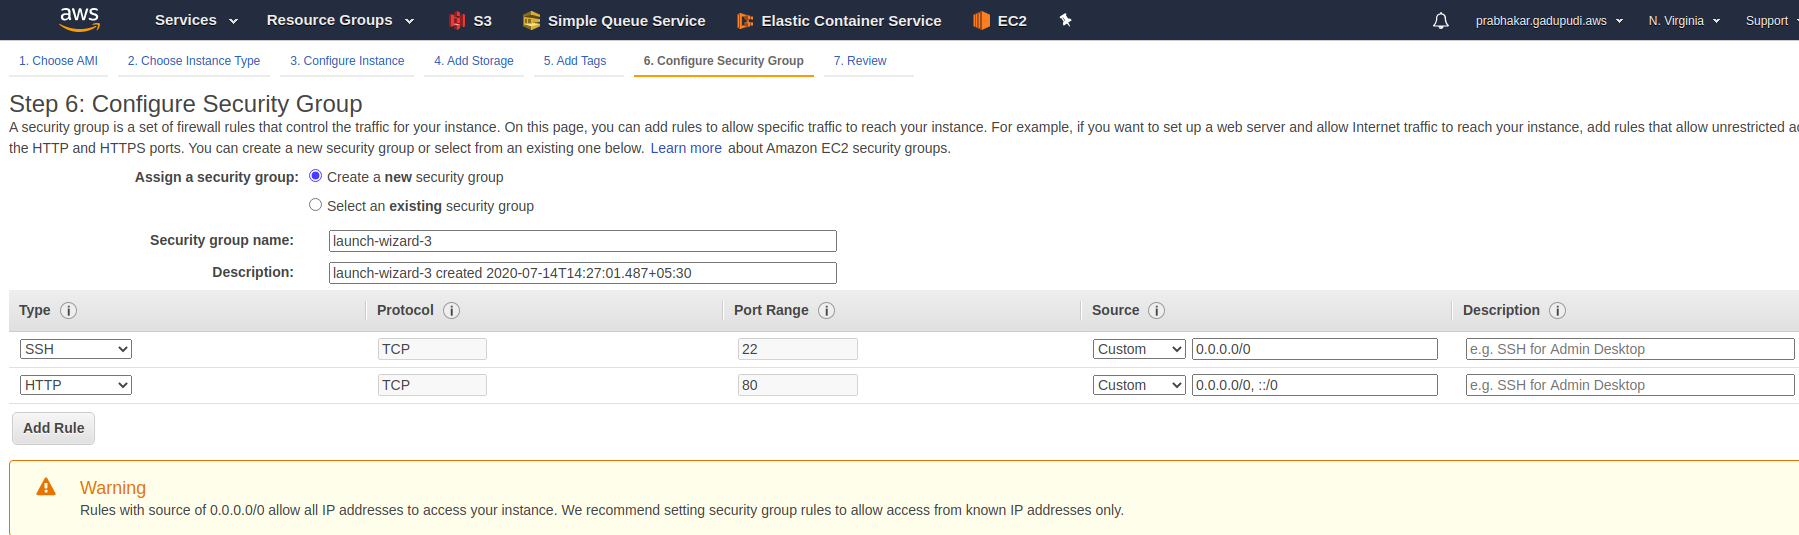 aws Services Resource Groups S3 Simple Queue Service Elastic Container Service EC2 prabhakar.gadupudi.aws N. Virginia Support
1. Choose AMI 2. Choose Instance Type 3. Configure Instance 4. Add Storage 5. Add Tags 6. Configure Security Group 7. Review
Step 6: Configure Security Group
A security group is a set of firewall rules that control the traffic for your instance. On this page, you can add rules to allow specific traffic to reach your instance. For example, if you want to set up a web server and allow Internet traffic to reach your instance, add rules that allow unrestricted
the HTTP and HTTPS ports. You can create a new security group or select from an existing one below. Learn more about Amazon EC2 security groups.
Assign a security group: Create a new security group
Select an existing security group
Security group name: launch-wizard-3
Description: launch-wizard-3 created 2020-07-14T14:27:01.487+05:30
Type i Protocol i Port Range i Source i Description i
SSH TCP 22 Custom 0.0.0.0/0 e.g. SSH for Admin Desktop
HTTP TCP 80 Custom 0.0.0.0/0, ::/0 e.g. SSH for Admin Desktop
Add Rule
Warning
Rules with source of 0.0.0.0/0 allow all IP addresses to access your instance. We recommend setting security group rules to allow access from known IP addresses only.